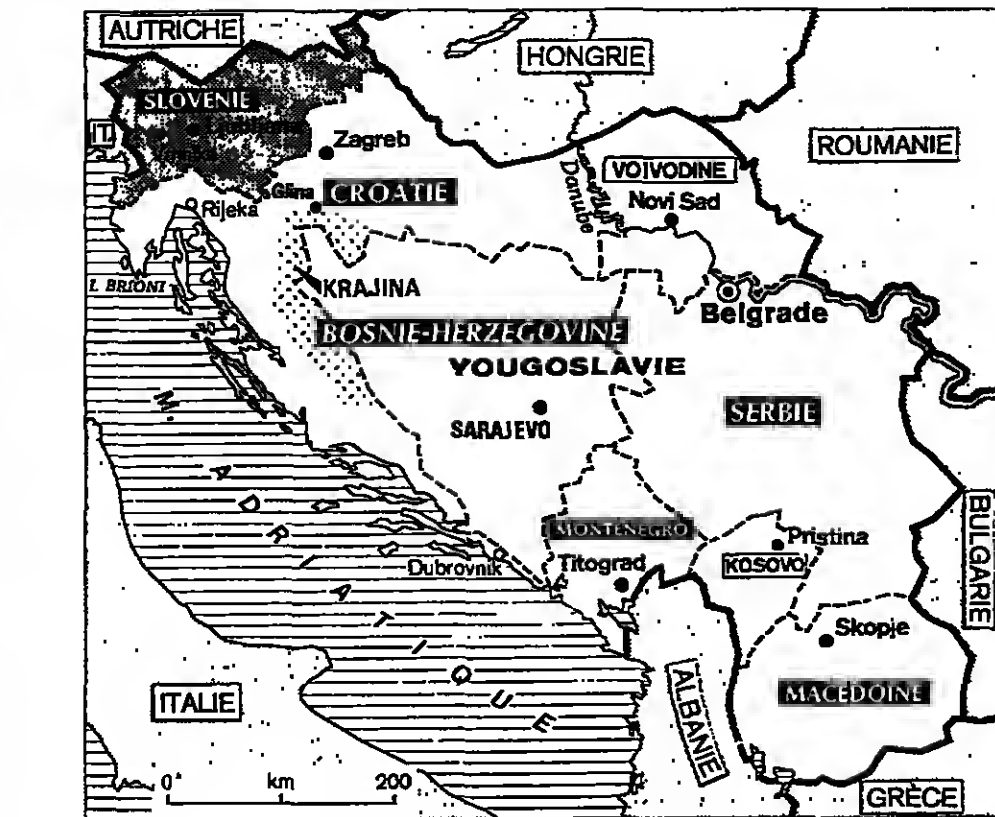 AUTRICHE
HONGRIE
SLOVENIE
IT.
Zagreb
ROUMANIE
VOIVODINE
Glina
CROATIE
Novi Sad
Danube
Rijeka
I. BRIONI
KRAJINA
Belgrade
BOSNIE-HERZEGOVINE
YOUGOSLAVIE
SARAJEVO
SERBIE
M. ADRIATIQUE
MONTENEGRO
Pristina
Dubrovnik
Titograd
KOSOVO
BULGARIE
Skopje
ITALIE
ALBANIE
MACEDOINE
0 km 200
GRÈCE